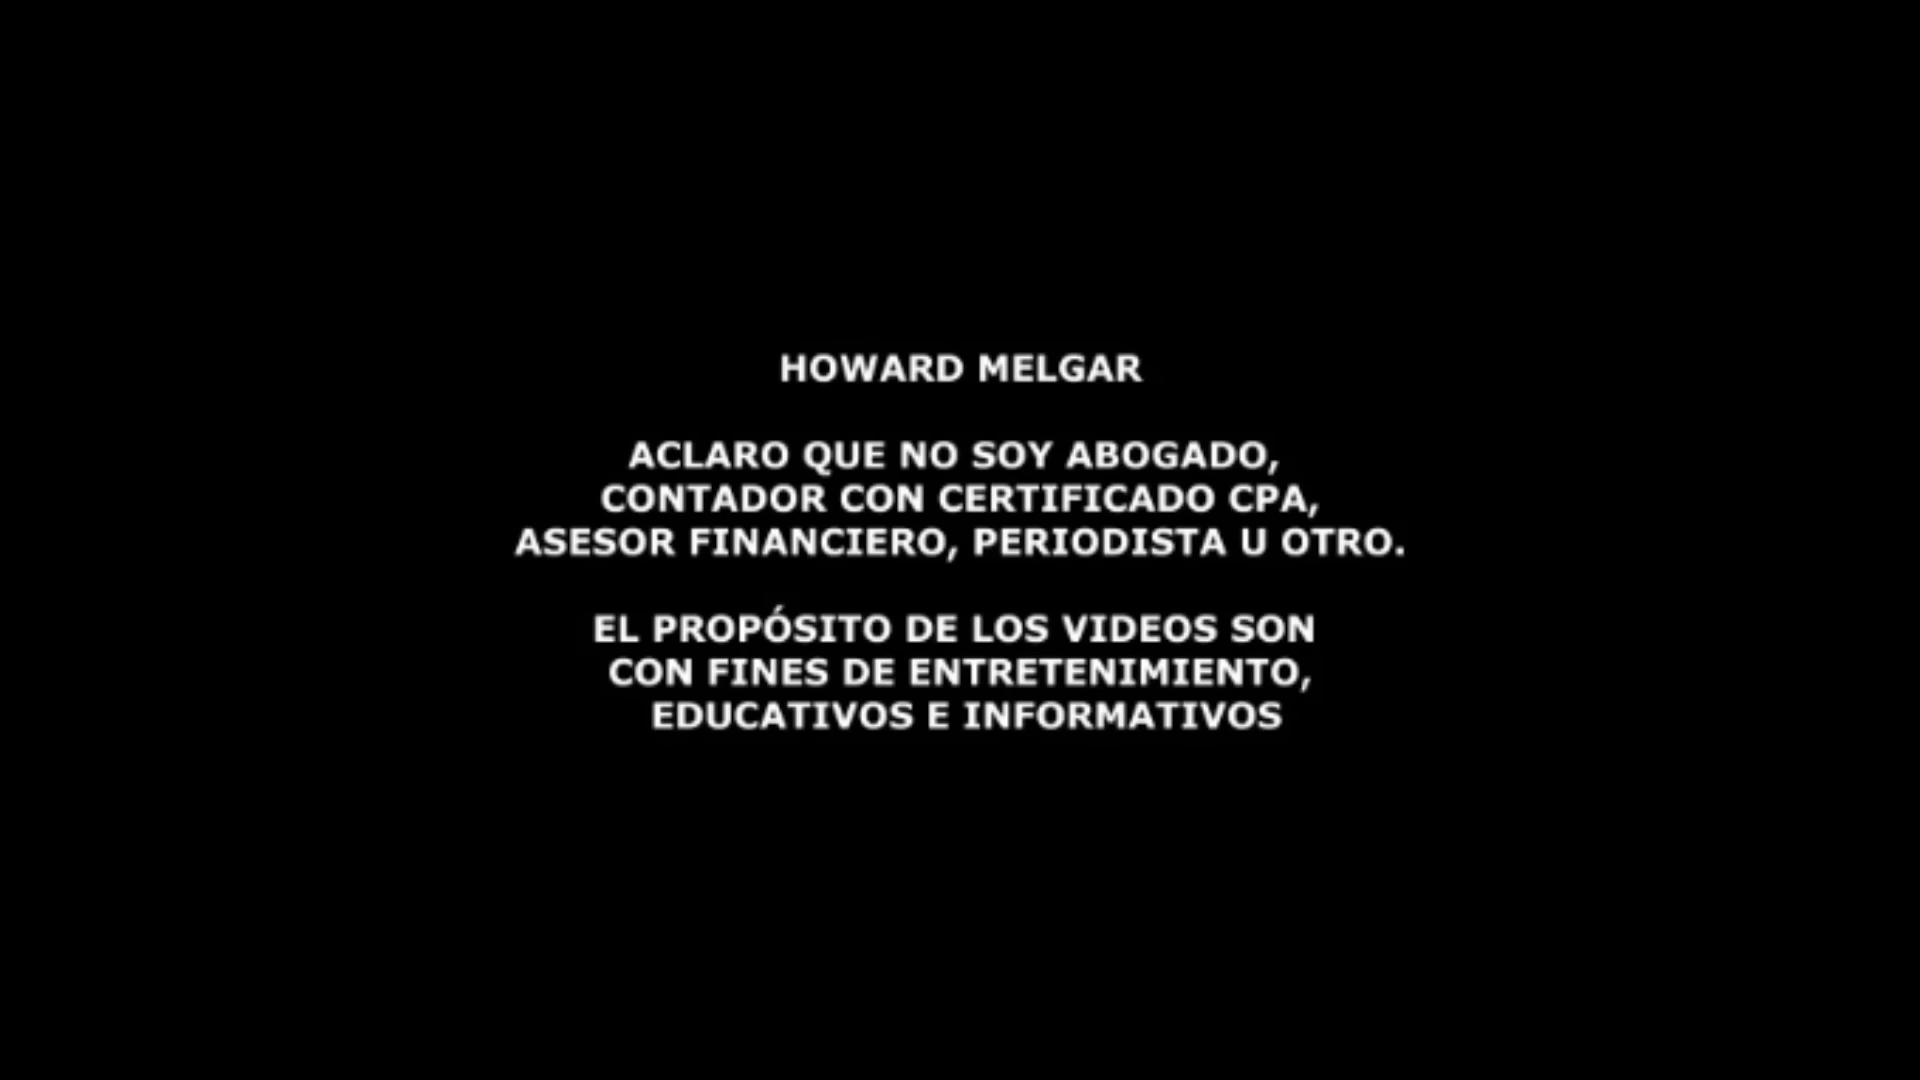 HOWARD MELGAR
ACLARO QUE NO SOY ABOGADO,
CONTADOR CON CERTIFICADO CPA,
ASESOR FINANCIERO, PERIODISTA U OTRO.
EL PROPÓSITO DE LOS VIDEOS SON
CON FINES DE ENTRETENIMIENTO,
EDUCATIVOS E INFORMATIVOS